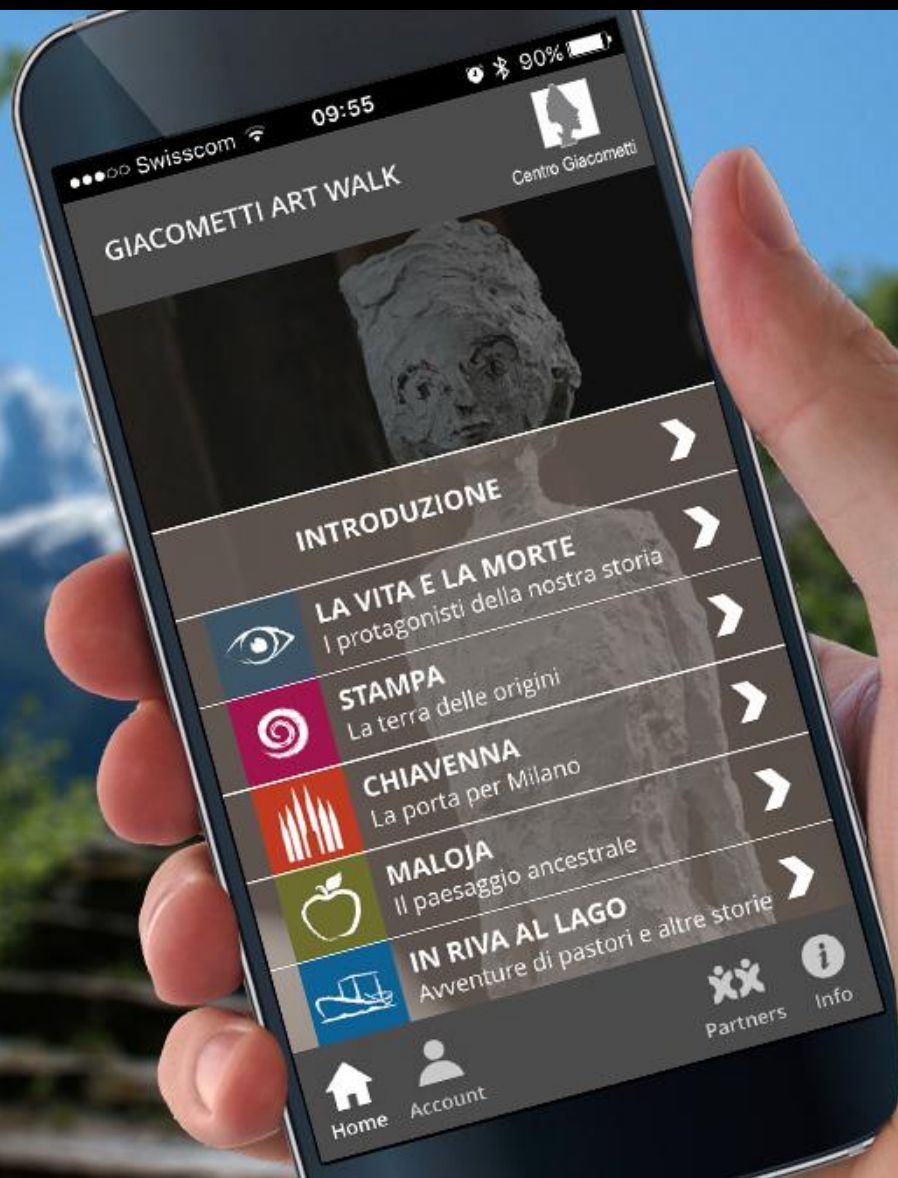 Swisscom 09:55 90%
GIACOMETTI ART WALK
Centro Giacometti
INTRODUZIONE
LA VITA E LA MORTE
I protagonisti della nostra storia
STAMPA
La terra delle origini
CHIAVENNA
La porta per Milano
MALOJA
Il paesaggio ancestrale
IN RIVA AL LAGO
Avventure di pastori e altre storie
Home
Account
Partners
Info